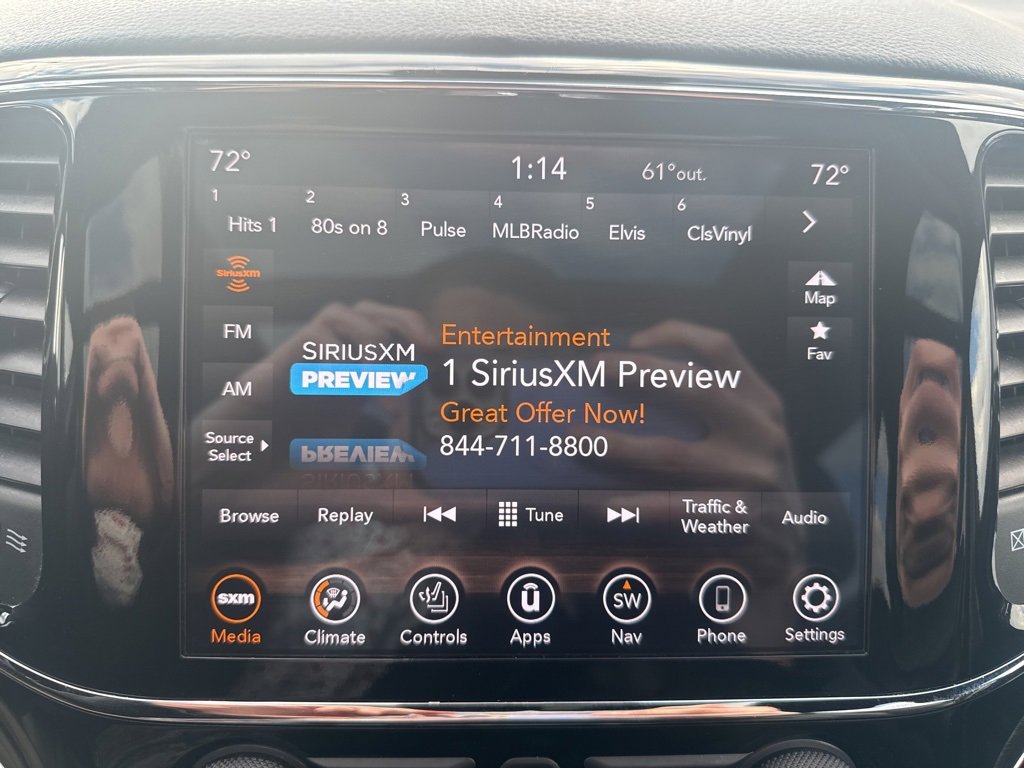 72° 1:14 61°out. 72°
1 2 3 4 5 6
Hits 1 80s on 8 Pulse MLBRadio Elvis ClsVinyl
SiriusXM
Map
FM
Entertainment
SIRIUSXM
Fav
PREVIEW
1 SiriusXM Preview
AM
Great Offer Now!
Source
Select
844-711-8800
Browse Replay Tune Traffic &
Weather
Audio
sxm
SW
Media Climate Controls Apps Nav Phone Settings